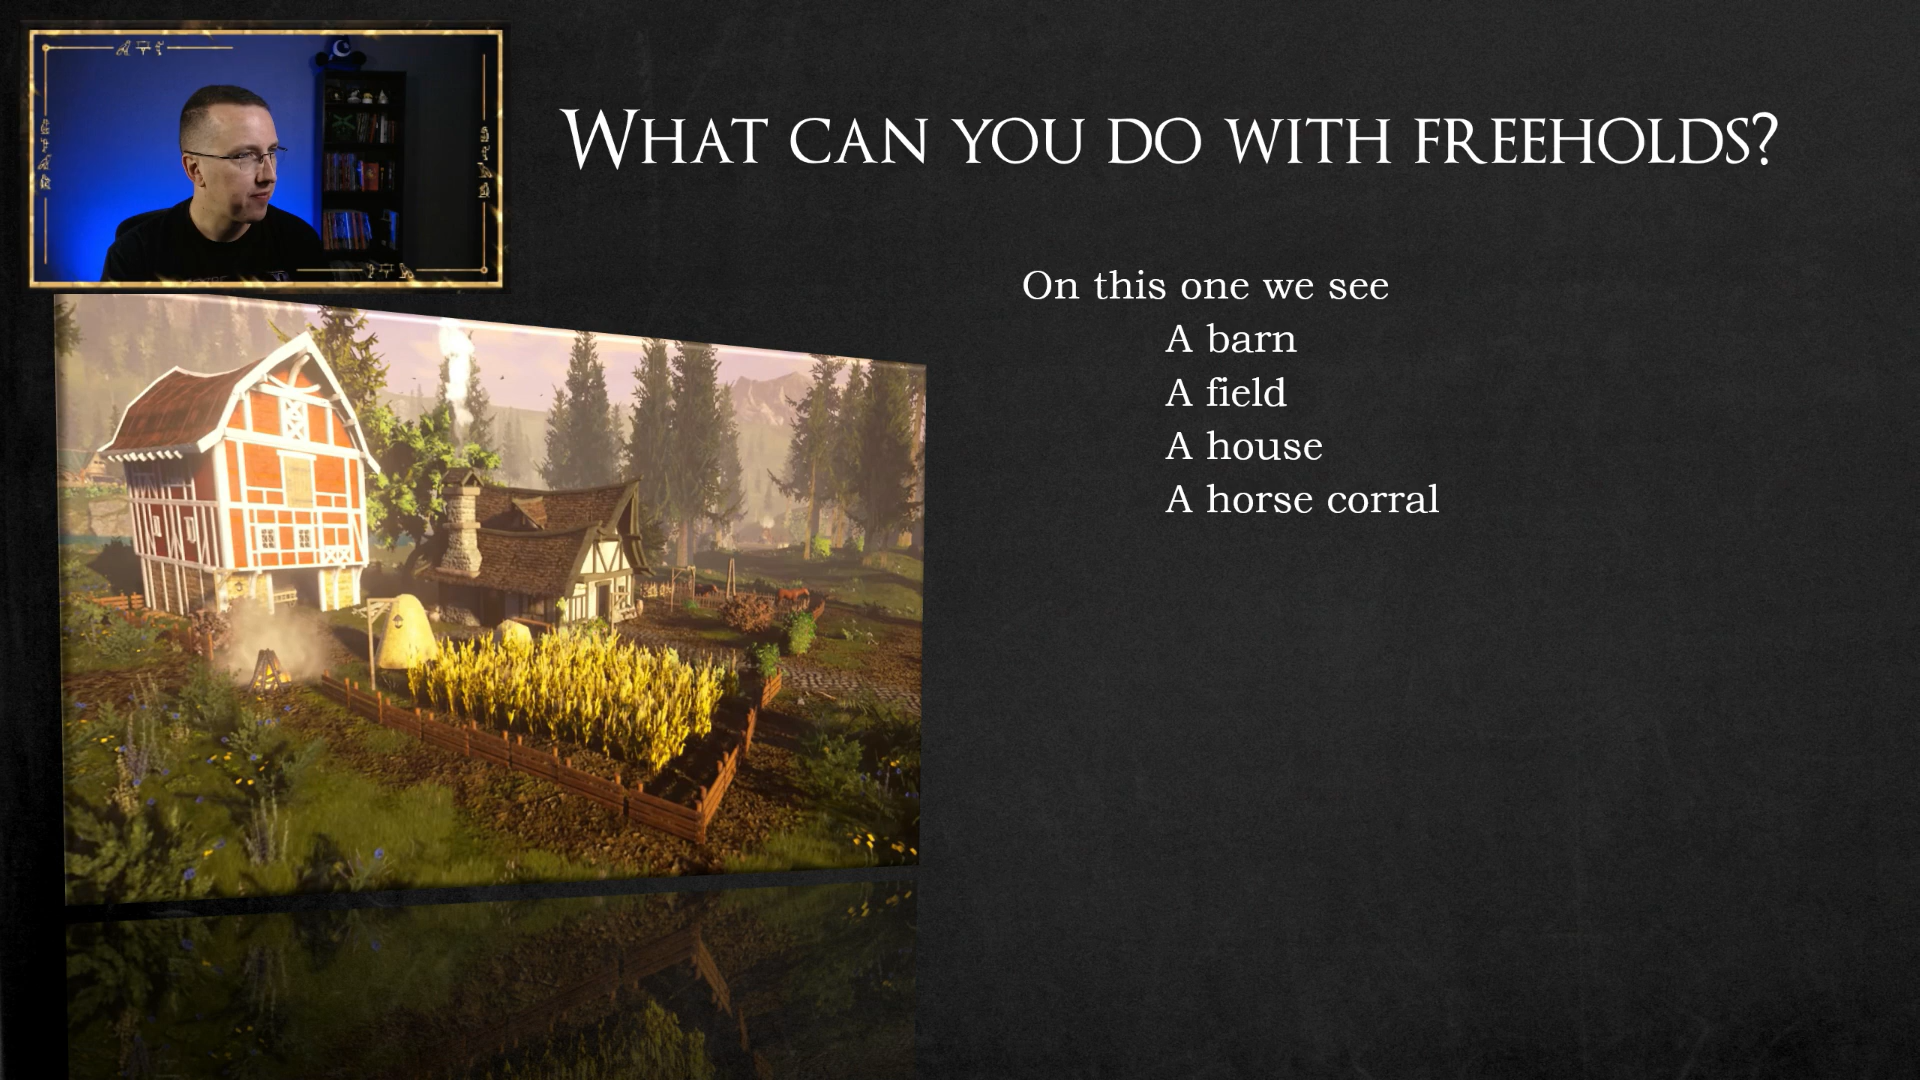 What can you do with freeholds?
On this one we see
A barn
A field
A house
A horse corral